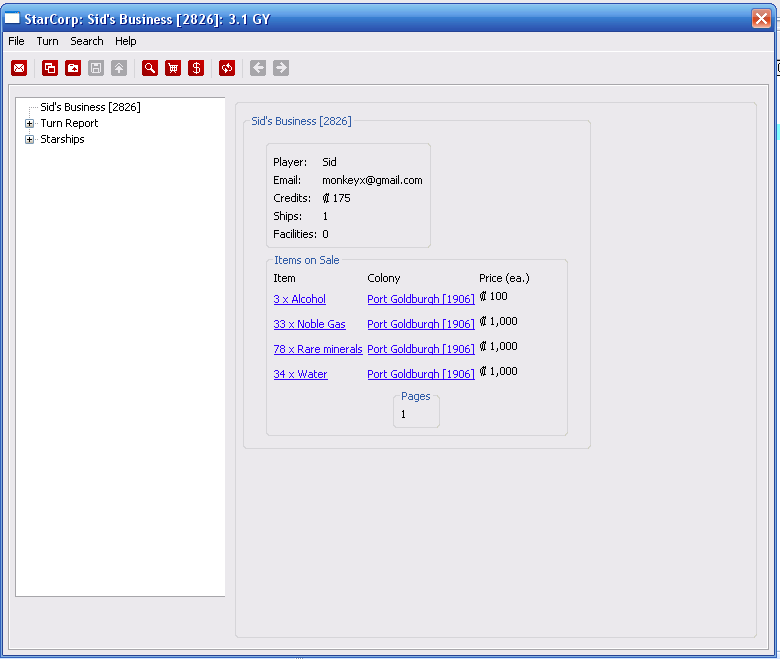 StarCorp: Sid's Business [2826]: 3.1 GY
File Turn Search Help
Sid's Business [2826]
Turn Report
Starships
Sid's Business [2826]
Player: Sid
Email: monkeyx@gmail.com
Credits: ₡ 175
Ships: 1
Facilities: 0
Items on Sale
Item Colony Price (ea.)
3 x Alcohol Port Goldburgh [1906] ₡ 100
33 x Noble Gas Port Goldburgh [1906] ₡ 1,000
78 x Rare minerals Port Goldburgh [1906] ₡ 1,000
34 x Water Port Goldburgh [1906] ₡ 1,000
Pages
1